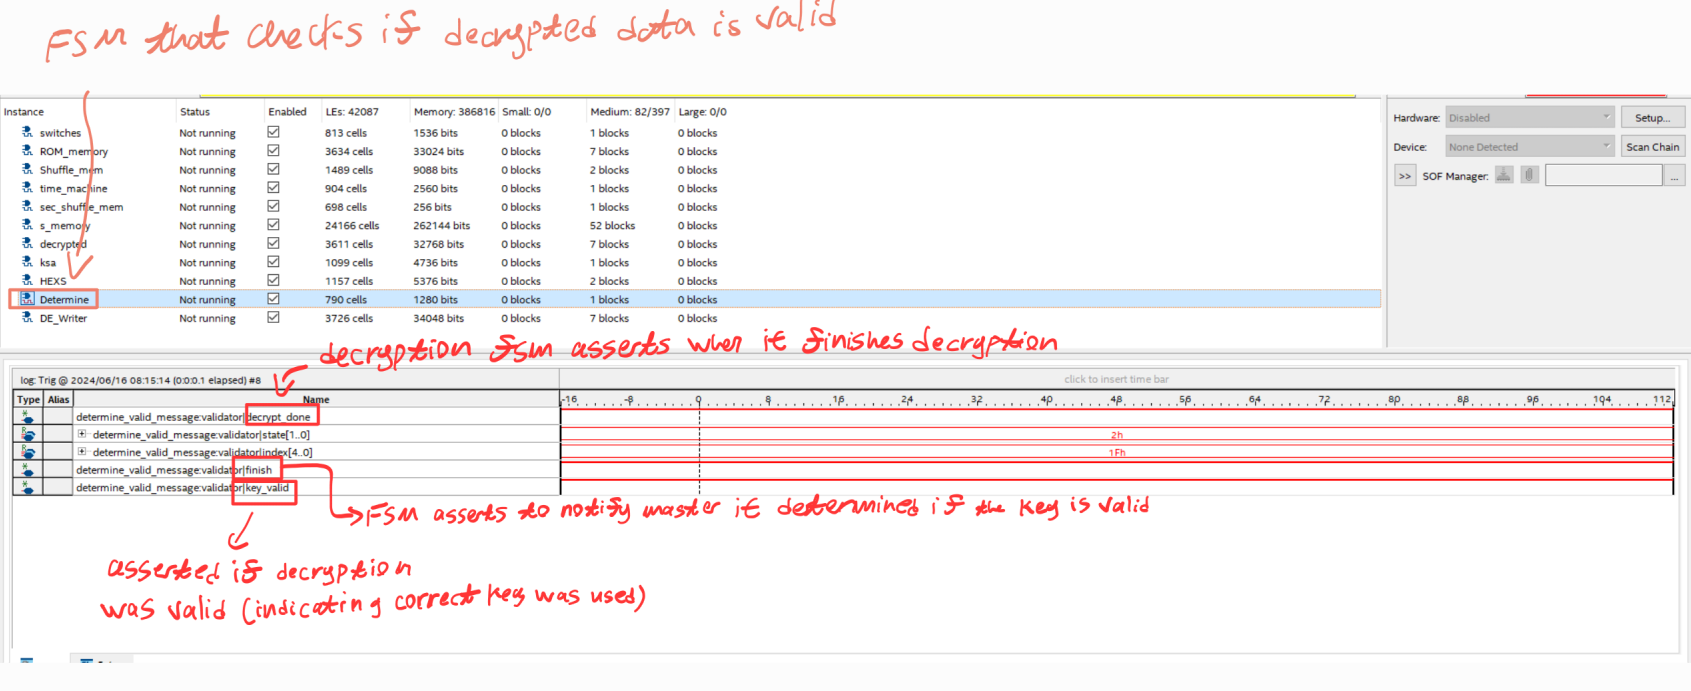 FSM that checks if decrypted data is valid
Instance Status Enabled LEs: 42087 Memory: 386816 Small: 0/0 Medium: 82/397 Large: 0/0
switches Not running 813 cells 1536 bits 0 blocks 1 blocks 0 blocks
ROM_memory Not running 3634 cells 33024 bits 0 blocks 7 blocks 0 blocks
Shuffle_mem Not running 1489 cells 9088 bits 0 blocks 2 blocks 0 blocks
time_machine Not running 904 cells 2560 bits 0 blocks 1 blocks 0 blocks
sec_shuffle_mem Not running 698 cells 256 bits 0 blocks 1 blocks 0 blocks
s_memory Not running 24166 cells 262144 bits 0 blocks 52 blocks 0 blocks
decrypted Not running 3611 cells 32768 bits 0 blocks 7 blocks 0 blocks
ksa Not running 1099 cells 4736 bits 0 blocks 1 blocks 0 blocks
HEXS Not running 1157 cells 5376 bits 0 blocks 2 blocks 0 blocks
Determine Not running 790 cells 1280 bits 0 blocks 1 blocks 0 blocks
DE_Writer Not running 3726 cells 34048 bits 0 blocks 7 blocks 0 blocks
Hardware: Disabled Setup...
Device: None Detected Scan Chain
>> SOF Manager: ...
decryption fsm asserts when it finishes decryption
log: Trig @ 2024/06/16 08:15:14 (0:0:0.1 elapsed) #8 click to insert time bar
Type Alias Name -16 -8 0 8 16 24 32 40 48 56 64 72 80 88 96 104 112
determine_valid_message:validator|decrypt_done
determine_valid_message:validator|state[1..0] 2h
determine_valid_message:validator|index[4..0] 1Fh
determine_valid_message:validator|finish
determine_valid_message:validator|key_valid
FSM asserts to notify master it determined if the key is valid
asserted if decryption
was valid (indicating correct key was used)